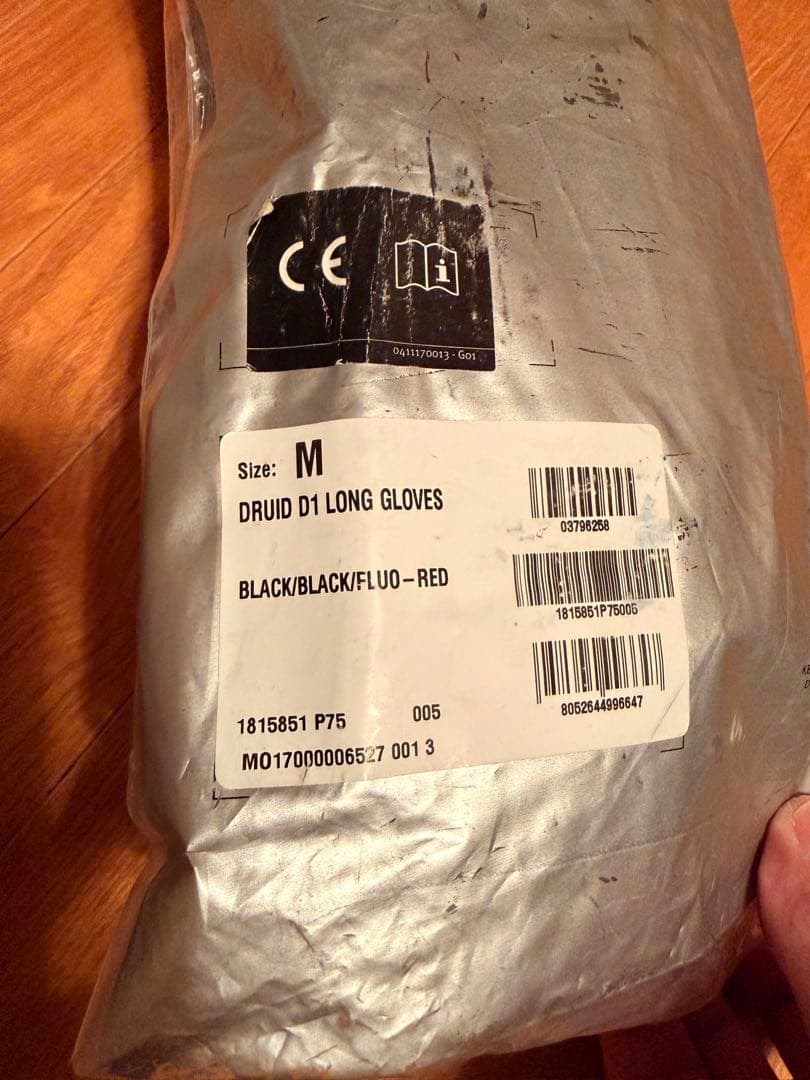 CE
i
0411170013 - G01
Size: M
DRUID D1 LONG GLOVES
BLACK/BLACK/FLUO-RED
1815851 P75 005
MO17000006527 001 3
03796258
1815851P75005
8052644996647